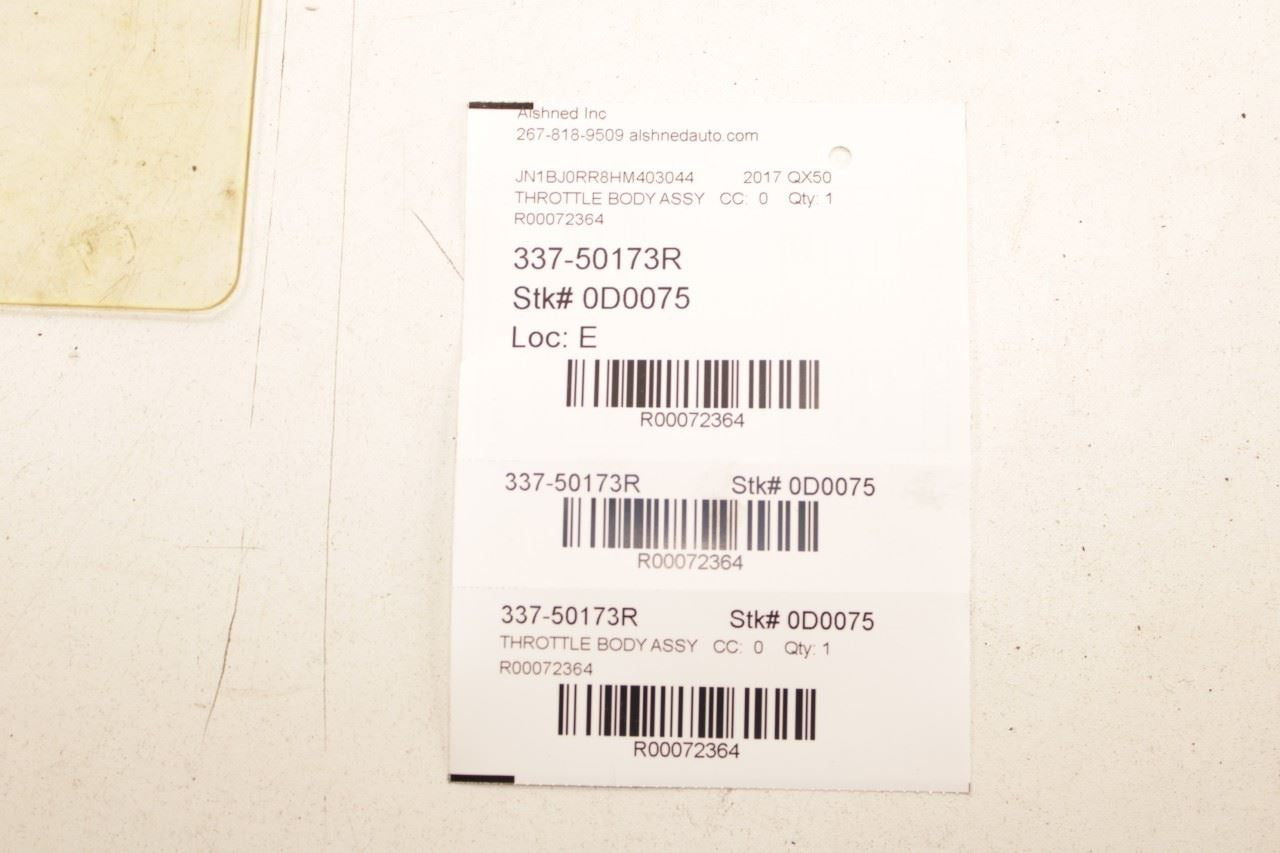 Alshned Inc
267-818-9509 alshnedauto.com
JN1BJ0RR8HM403044 2017 QX50
THROTTLE BODY ASSY CC: 0 Qty: 1
R00072364
337-50173R
Stk# 0D0075
Loc: E
R00072364
337-50173R Stk# 0D0075
R00072364
337-50173R Stk# 0D0075
THROTTLE BODY ASSY CC: 0 Qty: 1
R00072364
R00072364